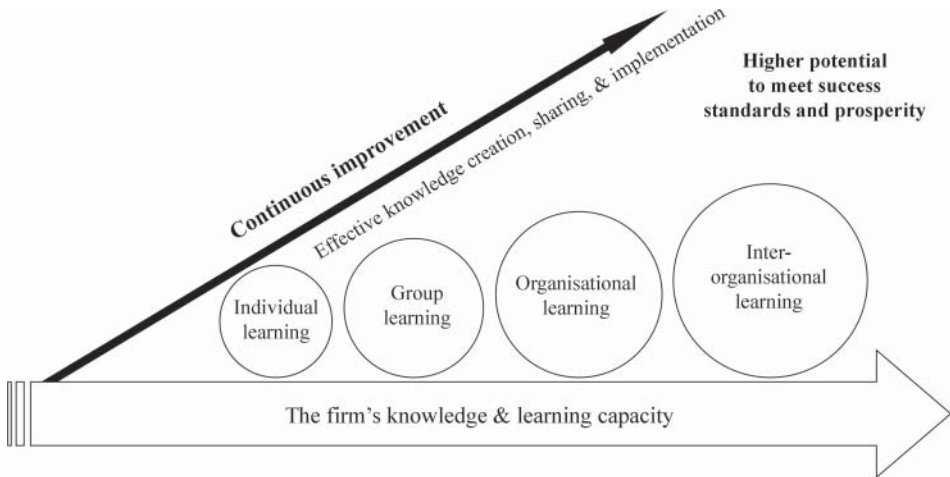 Continuous improvement
Effective knowledge creation, sharing, & implementation
Higher potential
to meet success
standards and prosperity
Individual
learning
Group
learning
Organisational
learning
Inter-
organisational
learning
The firm's knowledge & learning capacity